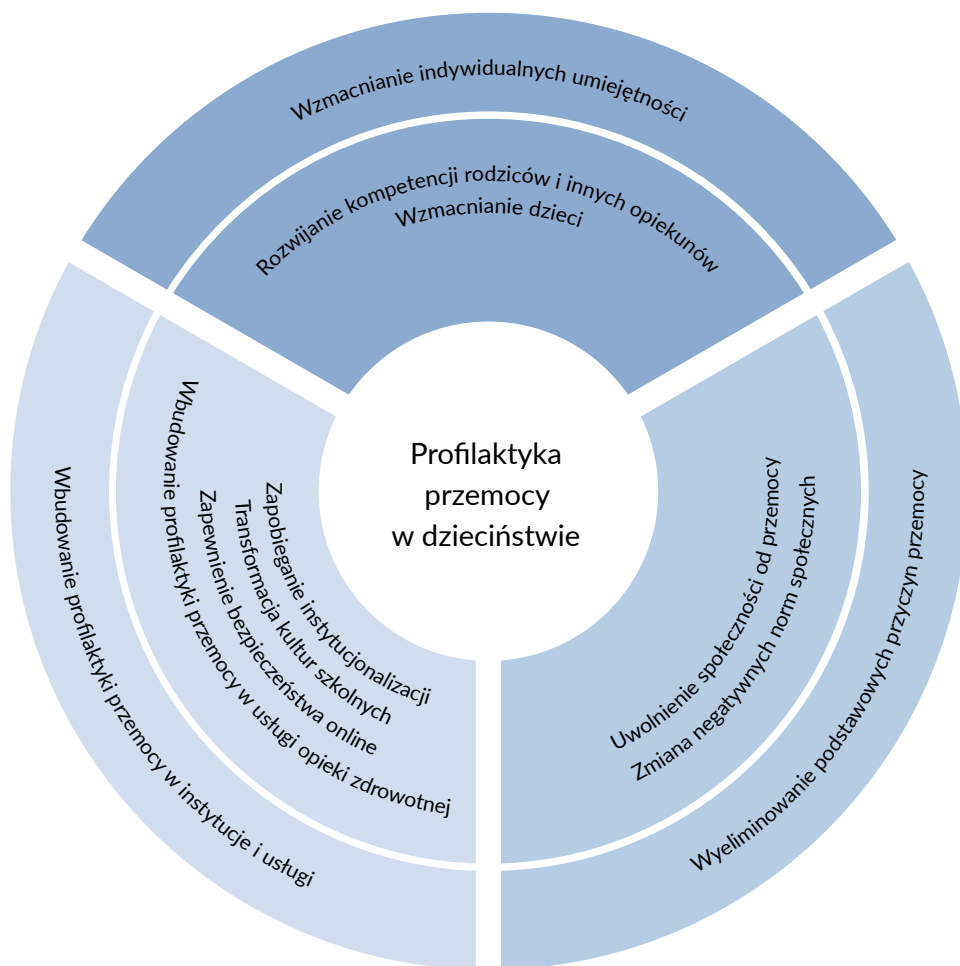 Wzmacnianie indywidualnych umiejętności
Rozwijanie kompetencji rodziców i innych opiekunów
Wzmacnianie dzieci
Profilaktyka
przemocy
w dzieciństwie
Wbudowanie profilaktyki przemocy w instytucje i usługi
Wbudowanie profilaktyki przemocy w usługi opieki zdrowotnej
Zapewnienie bezpieczeństwa online
Transformacja kultur szkolnych
Zapobieganie instytucjonalizacji
Uwolnienie społeczności od przemocy
Zmiana negatywnych norm społecznych
Wyeliminowanie podstawowych przyczyn przemocy